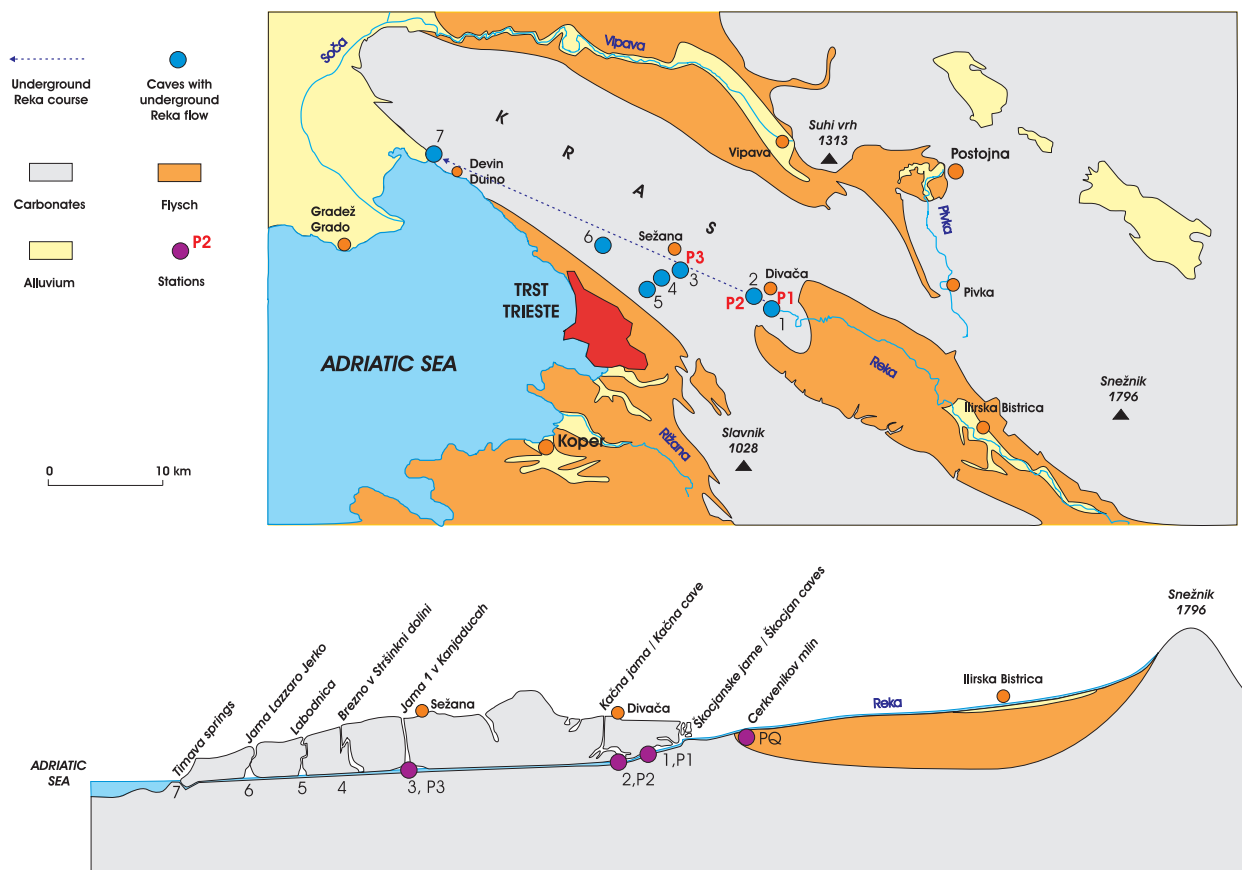 Underground
Reka course
Caves with
underground
Reka flow
Carbonates
Flysch
P2
Alluvium
Stations
0
10 km
Soča
Vipava
K
R
A
S
Suhi vrh
1313
Vipava
Postojna
Pivka
Pivka
7
Devin
Duino
Gradež
Grado
6
Sežana
P3
3
4
5
Divača
2
P2
P1
1
TRST
TRIESTE
ADRIATIC SEA
Reka
Ilirska Bistrica
Snežnik
1796
Koper
Rižana
Slavnik
1028
Timava springs
Jama Lazzaro Jerko
Labodnica
Brezno v Stršinkni dolini
Jama 1 v Kanjaducah
Sežana
Kačna jama / Kačna cave
Divača
Škocjanske jame / Škocjan caves
Cerkvenikov mlin
Reka
Ilirska Bistrica
Snežnik
1796
ADRIATIC
SEA
7
6
5
4
3, P3
2,P2
1,P1
PQ